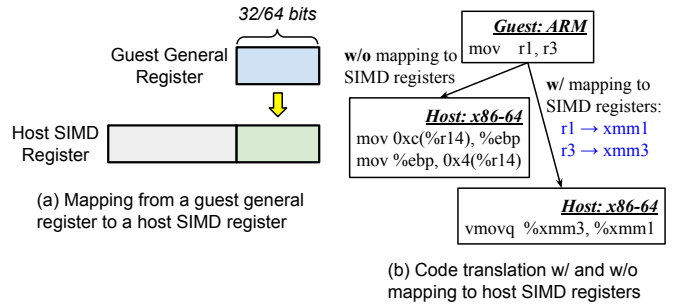 32/64 bits
Guest General
Register
Host SIMD
Register
(a) Mapping from a guest general
register to a host SIMD register
Guest: ARM
mov r1, r3
w/o mapping to
SIMD registers
w/ mapping to
SIMD registers:
r1 → xmm1
r3 → xmm3
Host: x86-64
mov 0xc(%r14), %ebp
mov %ebp, 0x4(%r14)
Host: x86-64
vmovq %xmm3, %xmm1
(b) Code translation w/ and w/o
mapping to host SIMD registers